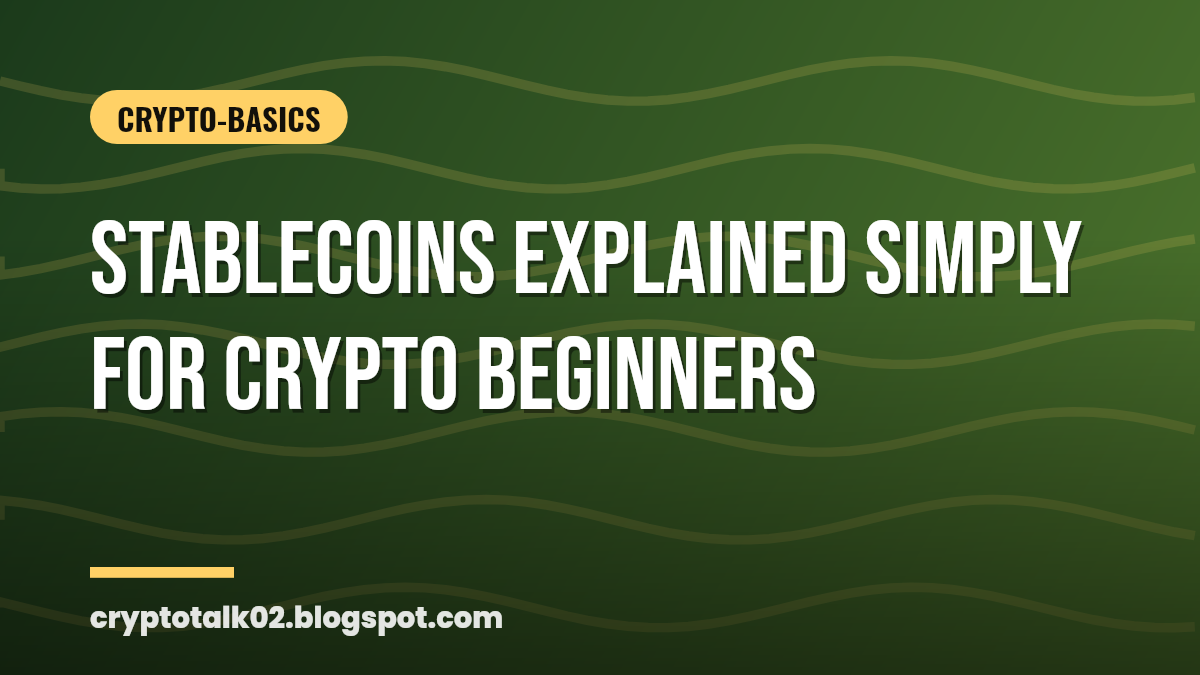 CRYPTO-BASICS
STABLECOINS EXPLAINED SIMPLY
FOR CRYPTO BEGINNERS
cryptotalk02.blogspot.com